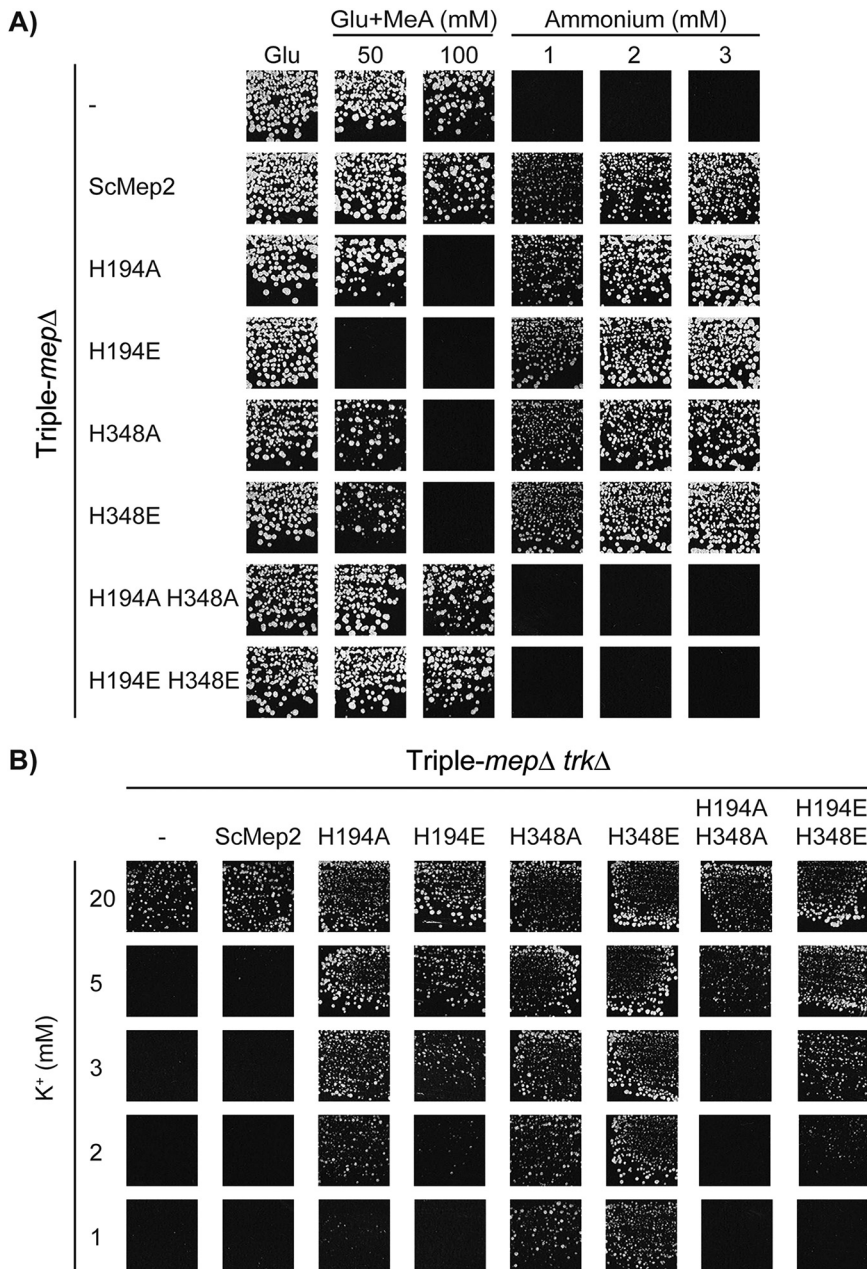 A)
Glu+MeA (mM) Ammonium (mM)
Glu 50 100 1 2 3
Triple-mepΔ
-
ScMep2
H194A
H194E
H348A
H348E
H194A H348A
H194E H348E
B)
Triple-mepΔ trkΔ
H194A H194E
- ScMep2 H194A H194E H348A H348E H348A H348E
K⁺ (mM)
20
5
3
2
1